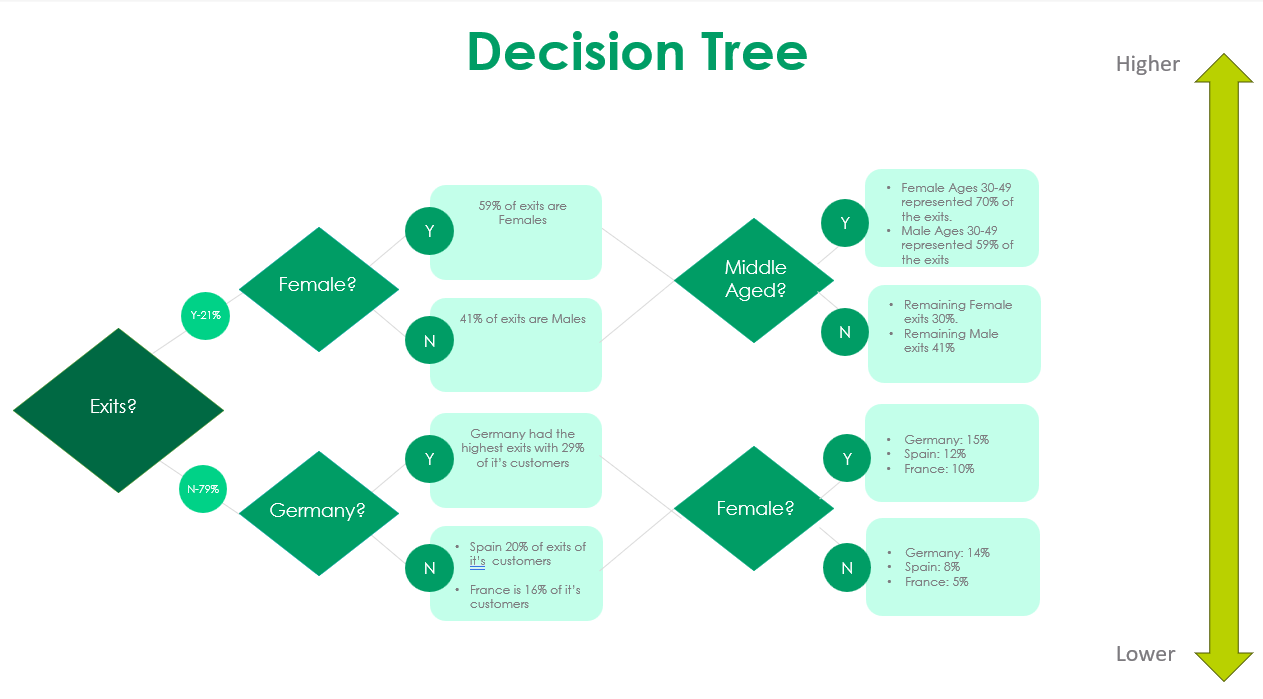 Decision Tree
Higher
Exits?
Y-21%
N-79%
Female?
Y
59% of exits are
Females
N
41% of exits are Males
Middle
Aged?
Y
• Female Ages 30-49
represented 70% of
the exits.
• Male Ages 30-49
represented 59% of
the exits
N
• Remaining Female
exits 30%.
• Remaining Male
exits 41%
Germany?
Y
Germany had the
highest exits with 29%
of it's customers
N
• Spain 20% of exits of
it's customers
• France is 16% of it's
customers
Female?
Y
• Germany: 15%
• Spain: 12%
• France: 10%
N
• Germany: 14%
• Spain: 8%
• France: 5%
Lower